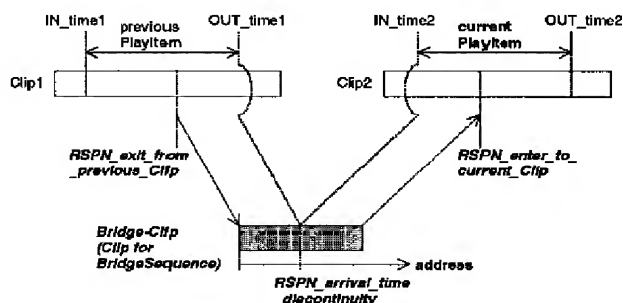 IN_time1
OUT_time1
IN_time2
OUT_time2
previous
PlayItem
current
PlayItem
Clip1
Clip2
RSPN_exit_from
_previous_Clip
RSPN_enter_to_
current_Clip
Bridge-Clip
(Clip for
BridgeSequence)
address
RSPN_arrival_time
discontinuity